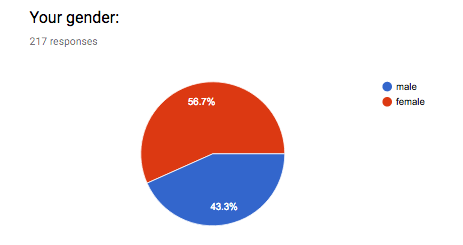 Your gender:
217 responses
male
female
56.7%
43.3%